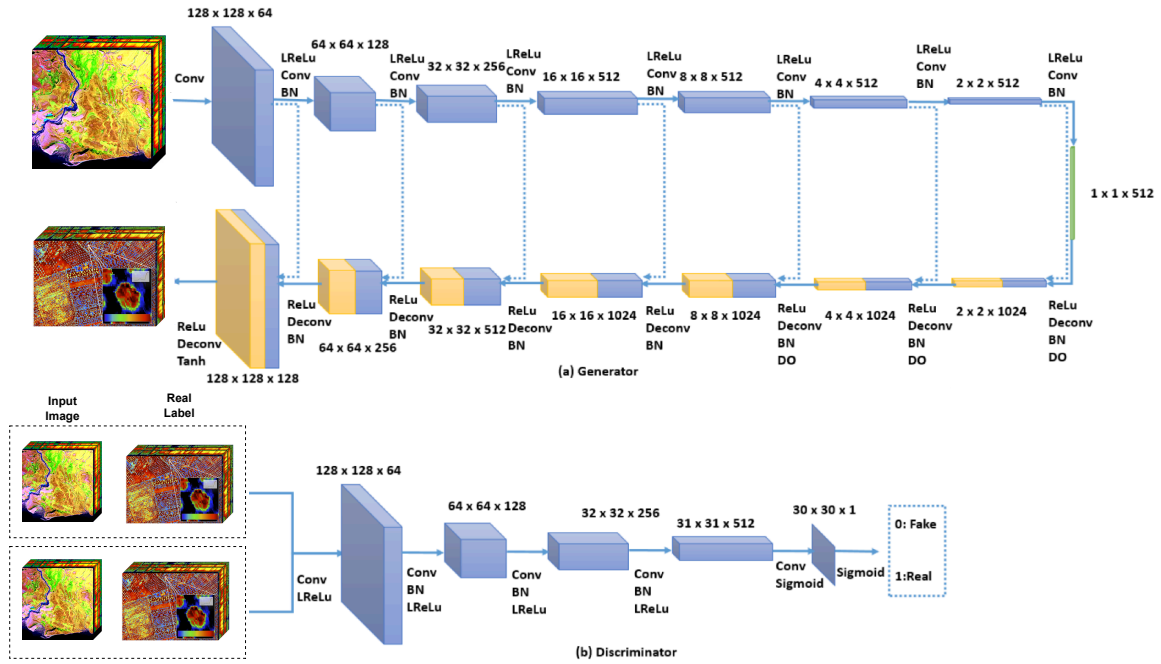 128 x 128 x 64
64 x 64 x 128
32 x 32 x 256
16 x 16 x 512
8 x 8 x 512
4 x 4 x 512
2 x 2 x 512
Conv
LReLu
Conv
BN
LReLu
Conv
BN
LReLu
Conv
BN
LReLu
Conv
BN
LReLu
Conv
BN
LReLu
Conv
BN
LReLu
Conv
BN
1 x 1 x 512
ReLu
Deconv
Tanh
128 x 128 x 128
ReLu
Deconv
BN
64 x 64 x 256
ReLu
Deconv
BN
32 x 32 x 512
ReLu
Deconv
BN
16 x 16 x 1024
ReLu
Deconv
BN
8 x 8 x 1024
ReLu
Deconv
BN
DO
4 x 4 x 1024
ReLu
Deconv
BN
DO
2 x 2 x 1024
ReLu
Deconv
BN
DO
(a) Generator
Input
Image
Real
Label
128 x 128 x 64
64 x 64 x 128
32 x 32 x 256
31 x 31 x 512
30 x 30 x 1
Conv
LReLu
Conv
BN
LReLu
Conv
BN
LReLu
Conv
BN
LReLu
Conv
Sigmoid
Sigmoid
0: Fake
1:Real
(b) Discriminator